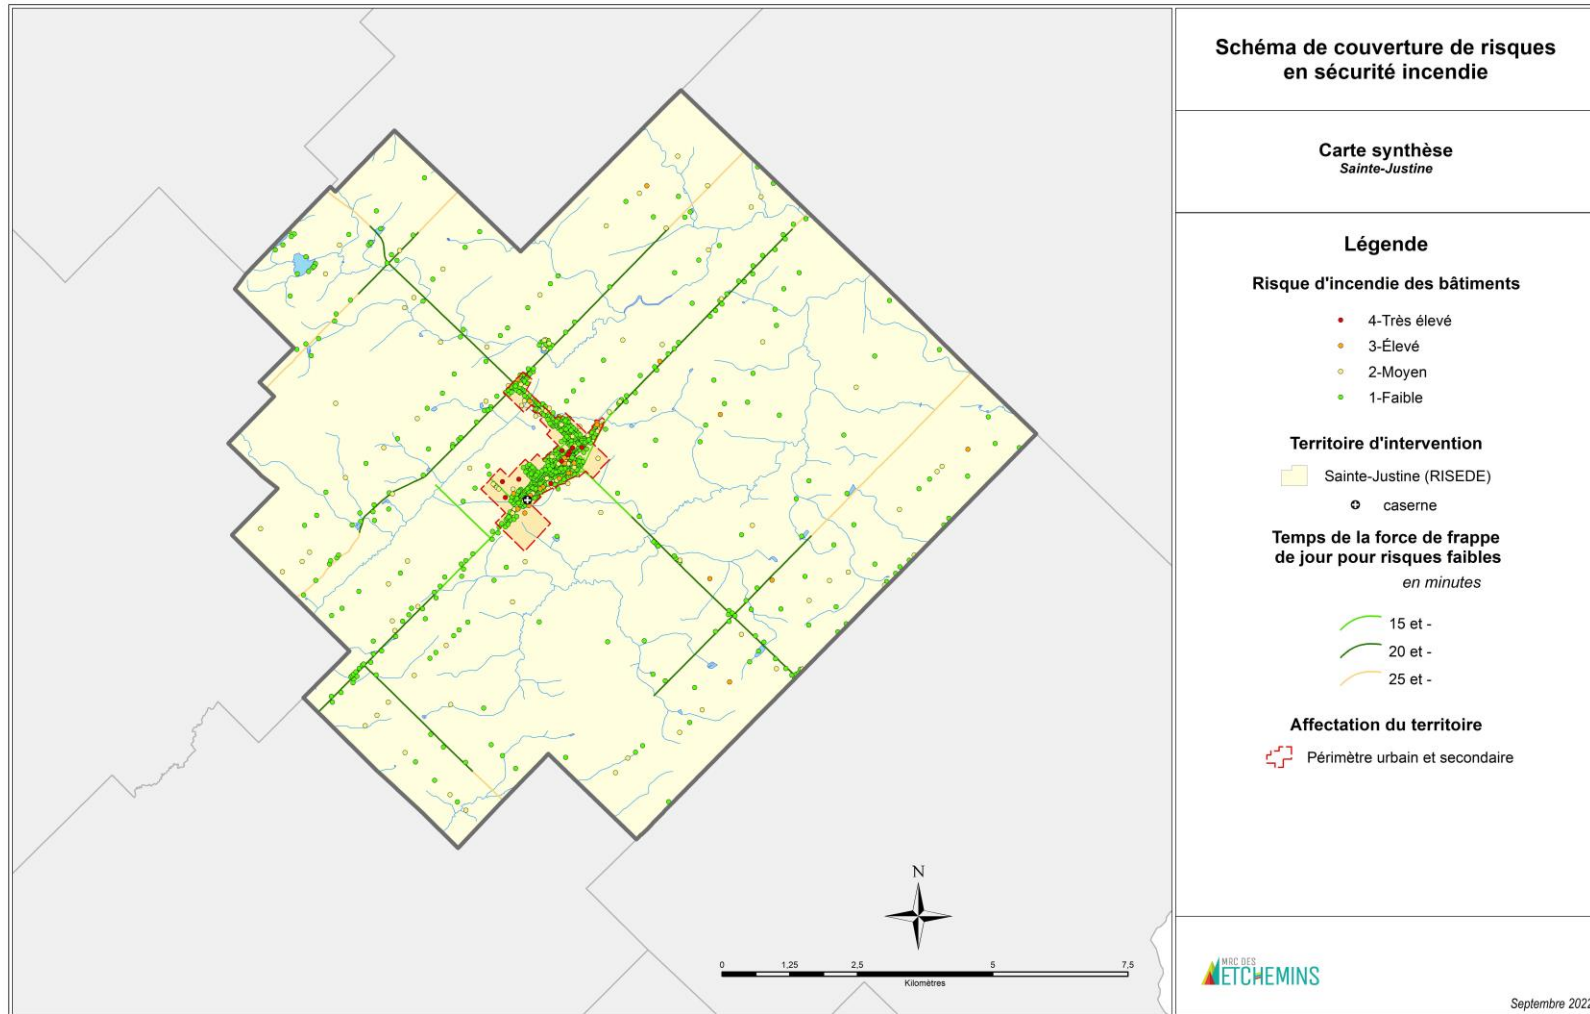 Schéma de couverture de risques
en sécurité incendie
Carte synthèse
Sainte-Justine
Légende
Risque d'incendie des bâtiments
4-Très élevé
3-Élevé
2-Moyen
1-Faible
Territoire d'intervention
Sainte-Justine (RISEDE)
caserne
Temps de la force de frappe
de jour pour risques faibles
en minutes
15 et -
20 et -
25 et -
Affectation du territoire
Périmètre urbain et secondaire
N
0 1,25 2,5 5 7,5
Kilomètres
MRC DES
ETCHEMINS
Septembre 2022